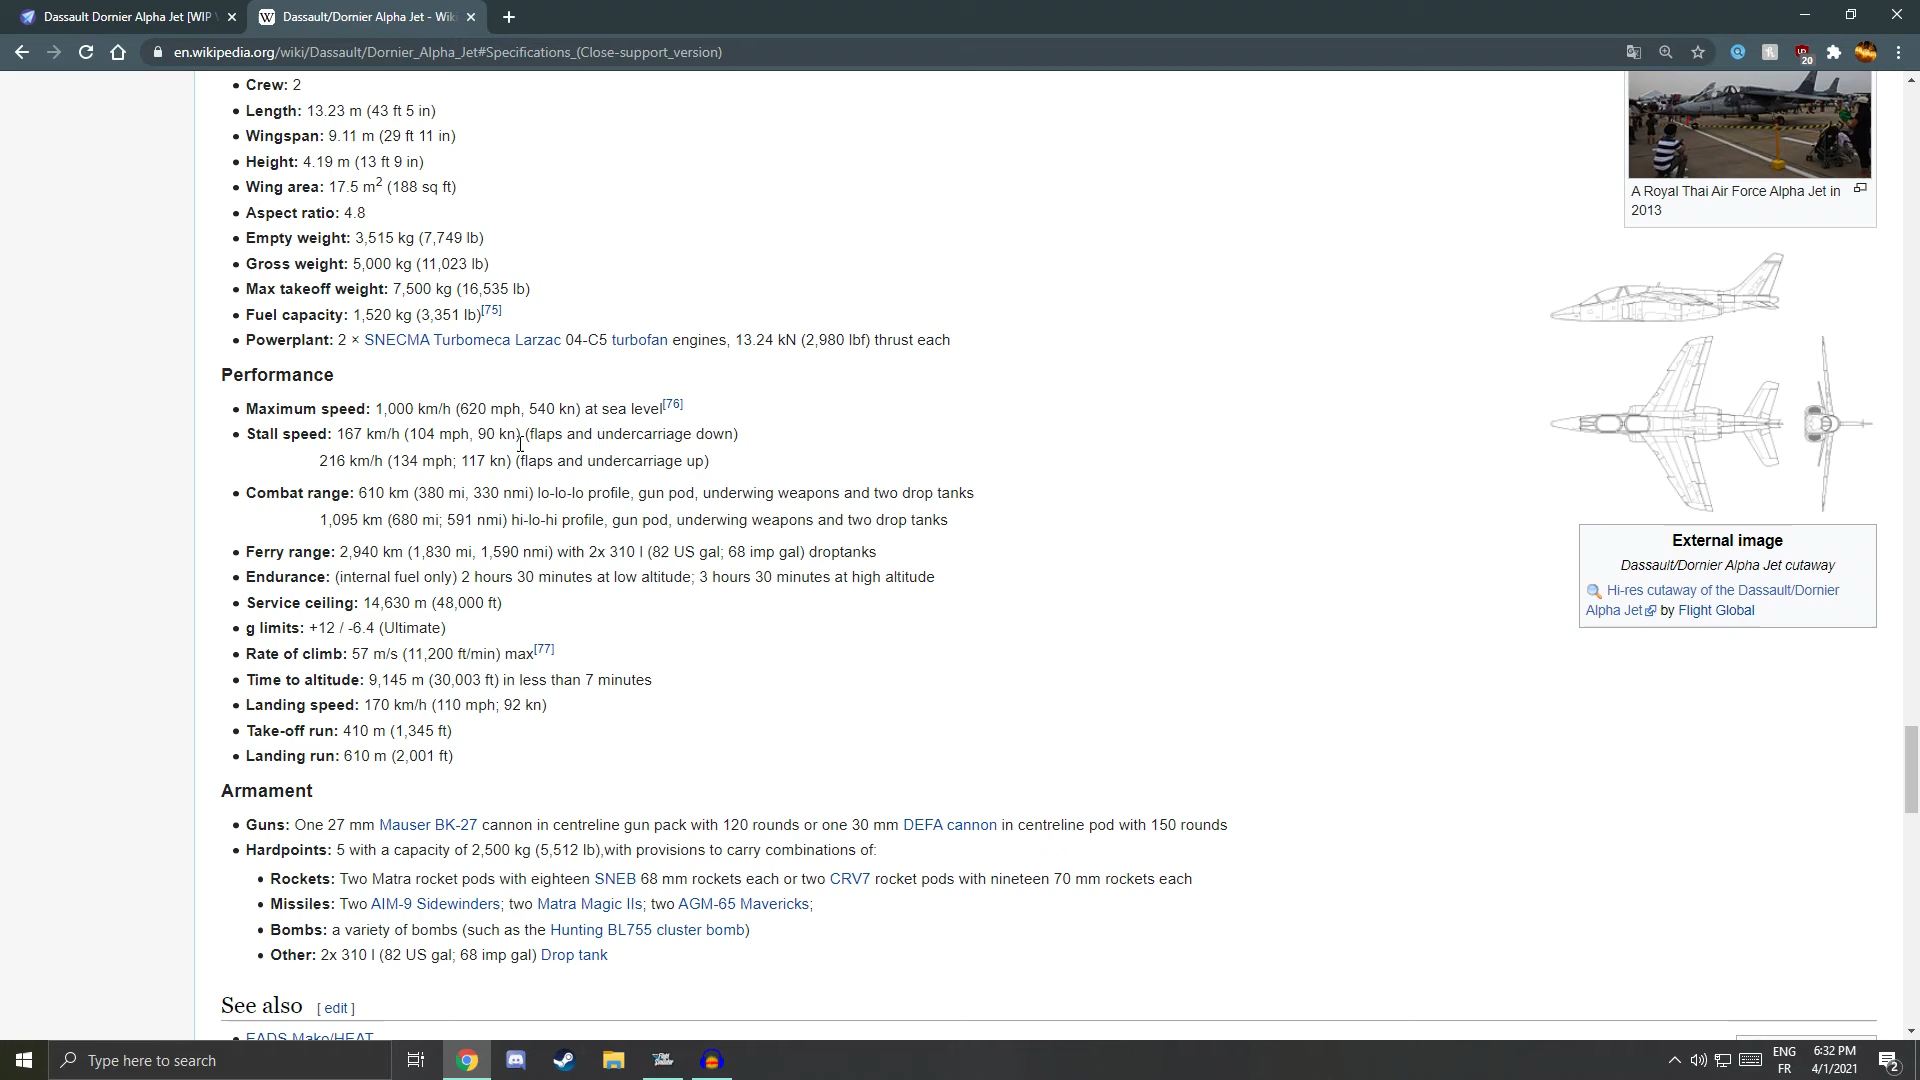 Dassault Dornier Alpha Jet [WIP
Dassault/Dornier Alpha Jet - Wiki
en.wikipedia.org/wiki/Dassault/Dornier_Alpha_Jet#Specifications_(Close-support_version)
20
Crew: 2
Length: 13.23 m (43 ft 5 in)
Wingspan: 9.11 m (29 ft 11 in)
Height: 4.19 m (13 ft 9 in)
Wing area: 17.5 m2 (188 sq ft)
Aspect ratio: 4.8
Empty weight: 3,515 kg (7,749 lb)
Gross weight: 5,000 kg (11,023 lb)
Max takeoff weight: 7,500 kg (16,535 lb)
Fuel capacity: 1,520 kg (3,351 lb)[75]
Powerplant: 2 × SNECMA Turbomeca Larzac 04-C5 turbofan engines, 13.24 kN (2,980 lbf) thrust each
Performance
Maximum speed: 1,000 km/h (620 mph, 540 kn) at sea level[76]
Stall speed: 167 km/h (104 mph, 90 kn) (flaps and undercarriage down)
216 km/h (134 mph; 117 kn) (flaps and undercarriage up)
Combat range: 610 km (380 mi, 330 nmi) lo-lo-lo profile, gun pod, underwing weapons and two drop tanks
1,095 km (680 mi; 591 nmi) hi-lo-hi profile, gun pod, underwing weapons and two drop tanks
Ferry range: 2,940 km (1,830 mi, 1,590 nmi) with 2x 310 l (82 US gal; 68 imp gal) droptanks
Endurance: (internal fuel only) 2 hours 30 minutes at low altitude; 3 hours 30 minutes at high altitude
Service ceiling: 14,630 m (48,000 ft)
g limits: +12 / -6.4 (Ultimate)
Rate of climb: 57 m/s (11,200 ft/min) max[77]
Time to altitude: 9,145 m (30,003 ft) in less than 7 minutes
Landing speed: 170 km/h (110 mph; 92 kn)
Take-off run: 410 m (1,345 ft)
Landing run: 610 m (2,001 ft)
Armament
Guns: One 27 mm Mauser BK-27 cannon in centreline gun pack with 120 rounds or one 30 mm DEFA cannon in centreline pod with 150 rounds
Hardpoints: 5 with a capacity of 2,500 kg (5,512 lb),with provisions to carry combinations of:
Rockets: Two Matra rocket pods with eighteen SNEB 68 mm rockets each or two CRV7 rocket pods with nineteen 70 mm rockets each
Missiles: Two AIM-9 Sidewinders; two Matra Magic IIs; two AGM-65 Mavericks;
Bombs: a variety of bombs (such as the Hunting BL755 cluster bomb)
Other: 2x 310 l (82 US gal; 68 imp gal) Drop tank
See also [ edit ]
EADS Mako/HEAT
A Royal Thai Air Force Alpha Jet in
2013
External image
Dassault/Dornier Alpha Jet cutaway
Hi-res cutaway of the Dassault/Dornier
Alpha Jet by Flight Global
Type here to search
ENG
FR
6:32 PM
4/1/2021
2